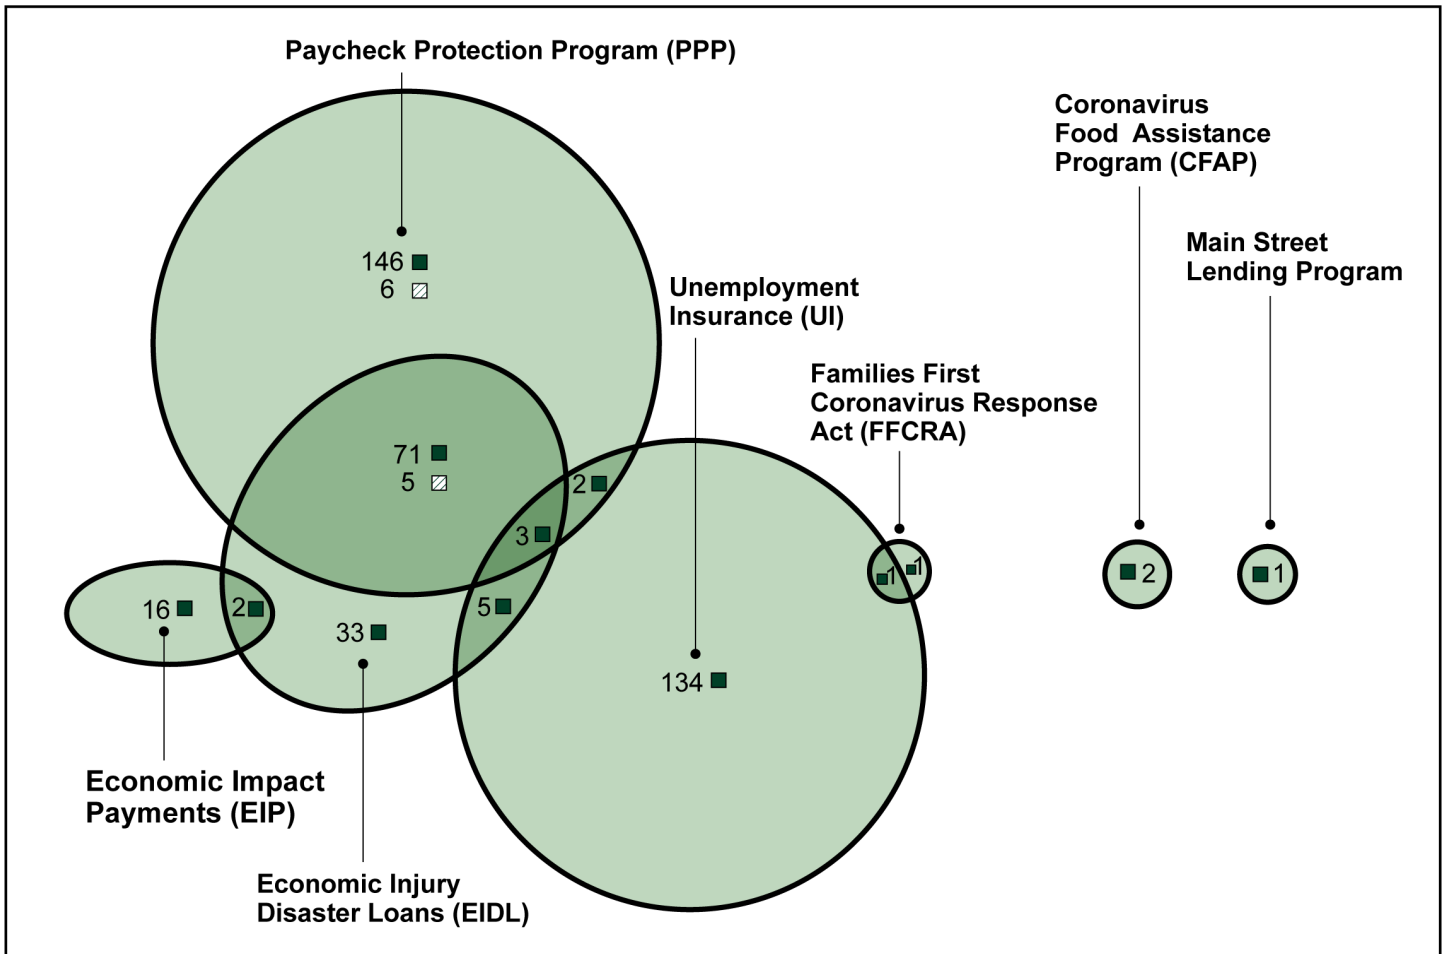 Paycheck Protection Program (PPP)
Coronavirus
Food Assistance
Program (CFAP)
Main Street
Lending Program
146
6
Unemployment
Insurance (UI)
Families First
Coronavirus Response
Act (FFCRA)
71
5
2
3
1
1
2
1
16
2
33
5
134
Economic Impact
Payments (EIP)
Economic Injury
Disaster Loans (EIDL)